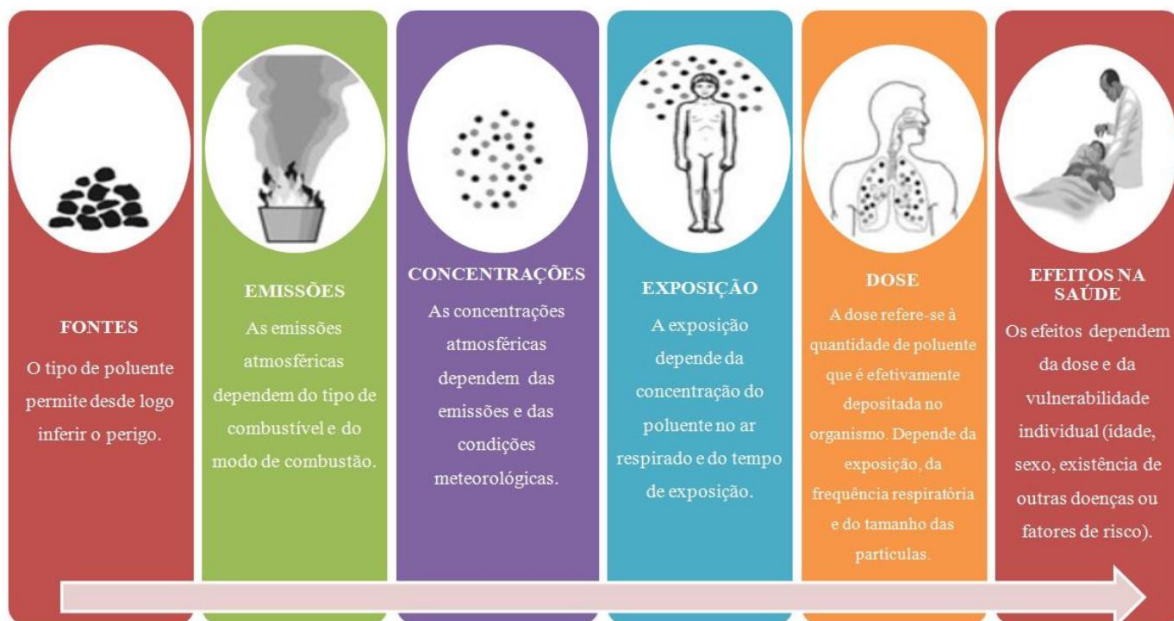 FONTES
O tipo de poluente
permite desde logo
inferir o perigo.
EMISSÕES
As emissões
atmosféricas
dependem do tipo de
combustível e do
modo de combustão.
CONCENTRAÇÕES
As concentrações
atmosféricas
dependem das
emissões e das
condições
meteorológicas.
EXPOSIÇÃO
A exposição
depende da
concentração do
poluente no ar
respirado e do tempo
de exposição.
DOSE
A dose refere-se à
quantidade de poluente
que é efetivamente
depositada no
organismo. Depende da
exposição, da
frequência respiratória
e do tamanho das
particulas.
EFEITOS NA
SAÚDE
Os efeitos dependem
da dose e da
vulnerabilidade
individual (idade,
sexo, existência de
outras doenças ou
fatores de risco).